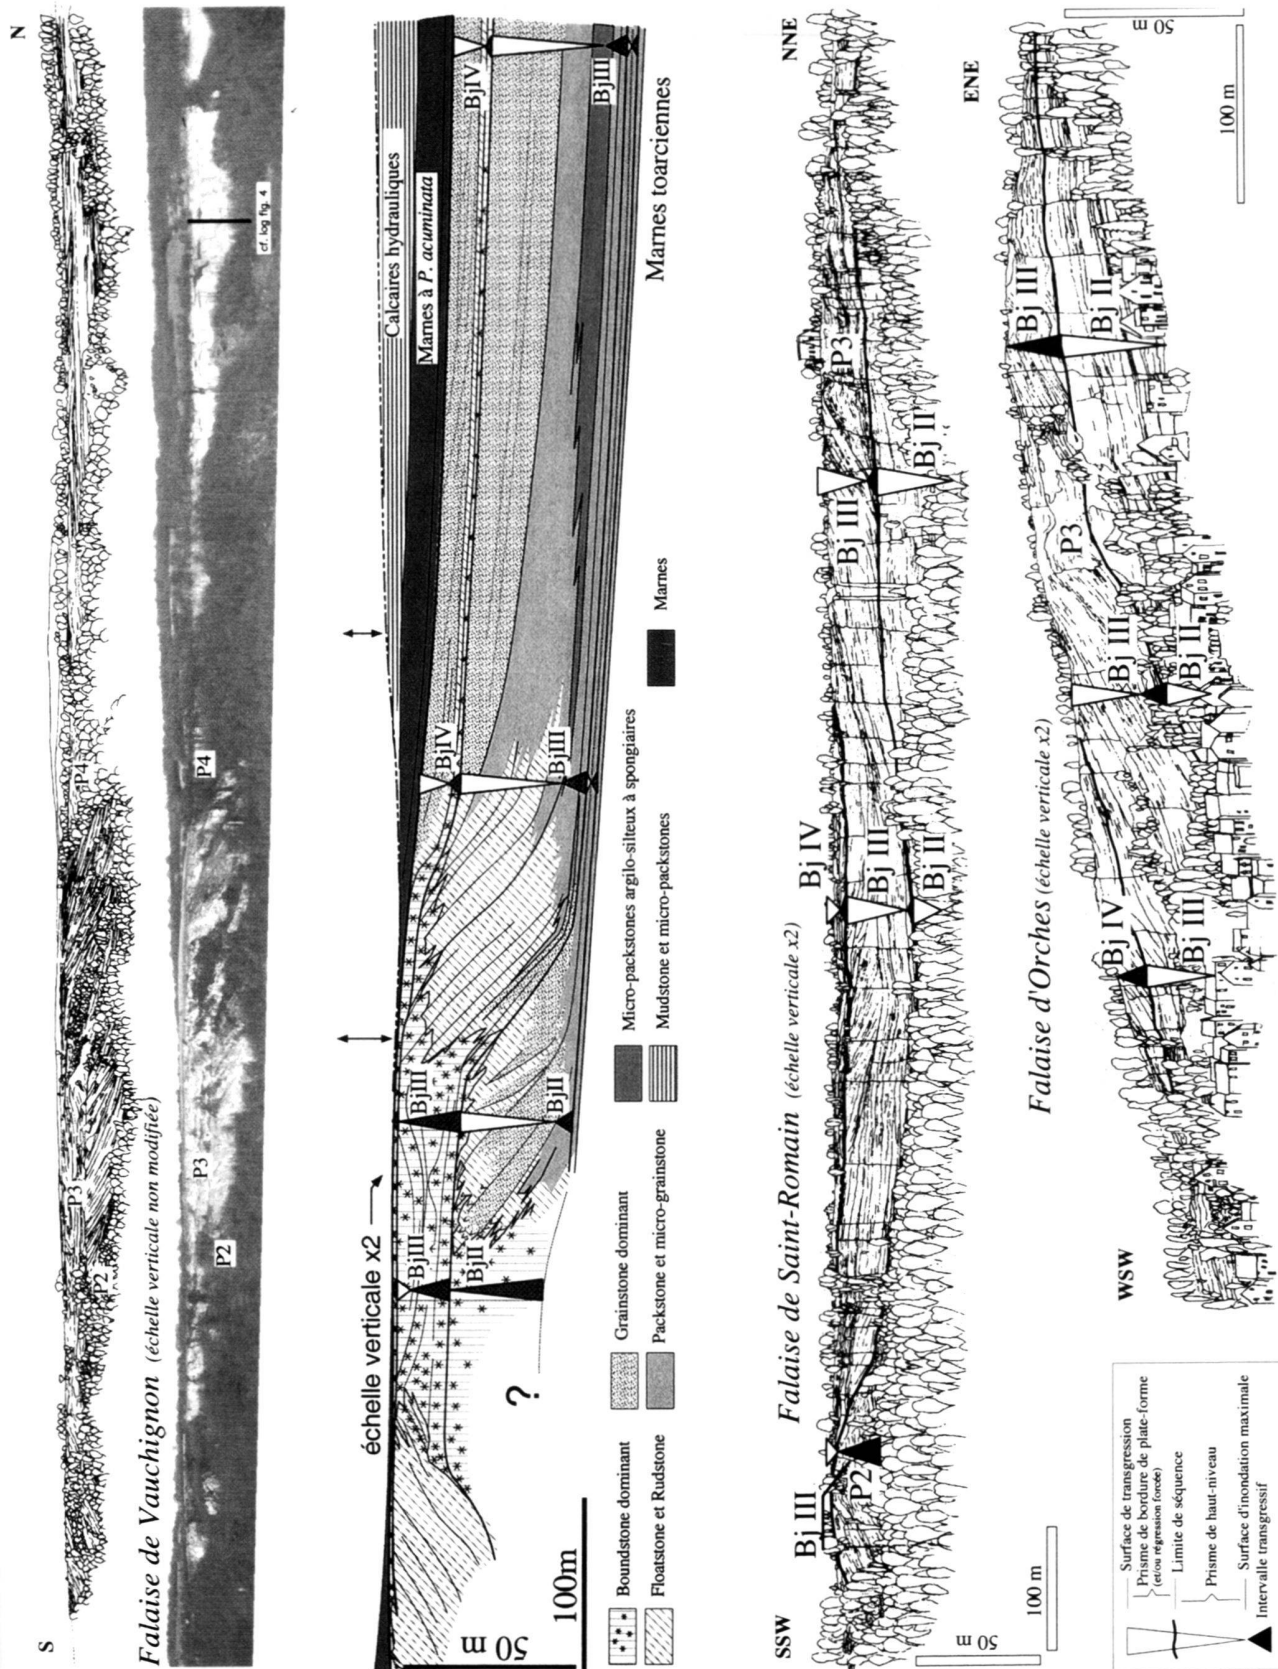 S
N
P2
P3
P4
Falaise de Vauchignon (échelle verticale non modifiée)
P2
P3
P4
cf. log fig. 4
échelle verticale x2
Calcaires hydrauliques
Marnes à P. acuminata
BjIII
BjII
BjIII
BjII
BjIV
BjIII
BjIV
BjIII
?
Marnes toarciennes
50 m
100m
Boundstone dominant
Grainstone dominant
Micro-packstones argilo-siteux à spongiaires
Marnes
Floatstone et Rudstone
Packstone et micro-grainstone
Mudstone et micro-packstones
Falaise de Saint-Romain (échelle verticale x2)
SSW
NNE
Bj III
P2
Bj IV
Bj III
Bj II
Bj III
P3
Bj II
50 m
100 m
Falaise d'Orches (échelle verticale x2)
WSW
ENE
Bj IV
Bj III
Bj III
Bj II
P3
Bj III
Bj II
100 m
50 m
Surface de transgression
Prisme de bordure de plate-forme
(et/ou régression forcée)
Limite de séquence
Prisme de haut-niveau
Surface d'inondation maximale
Intervalle transgressif